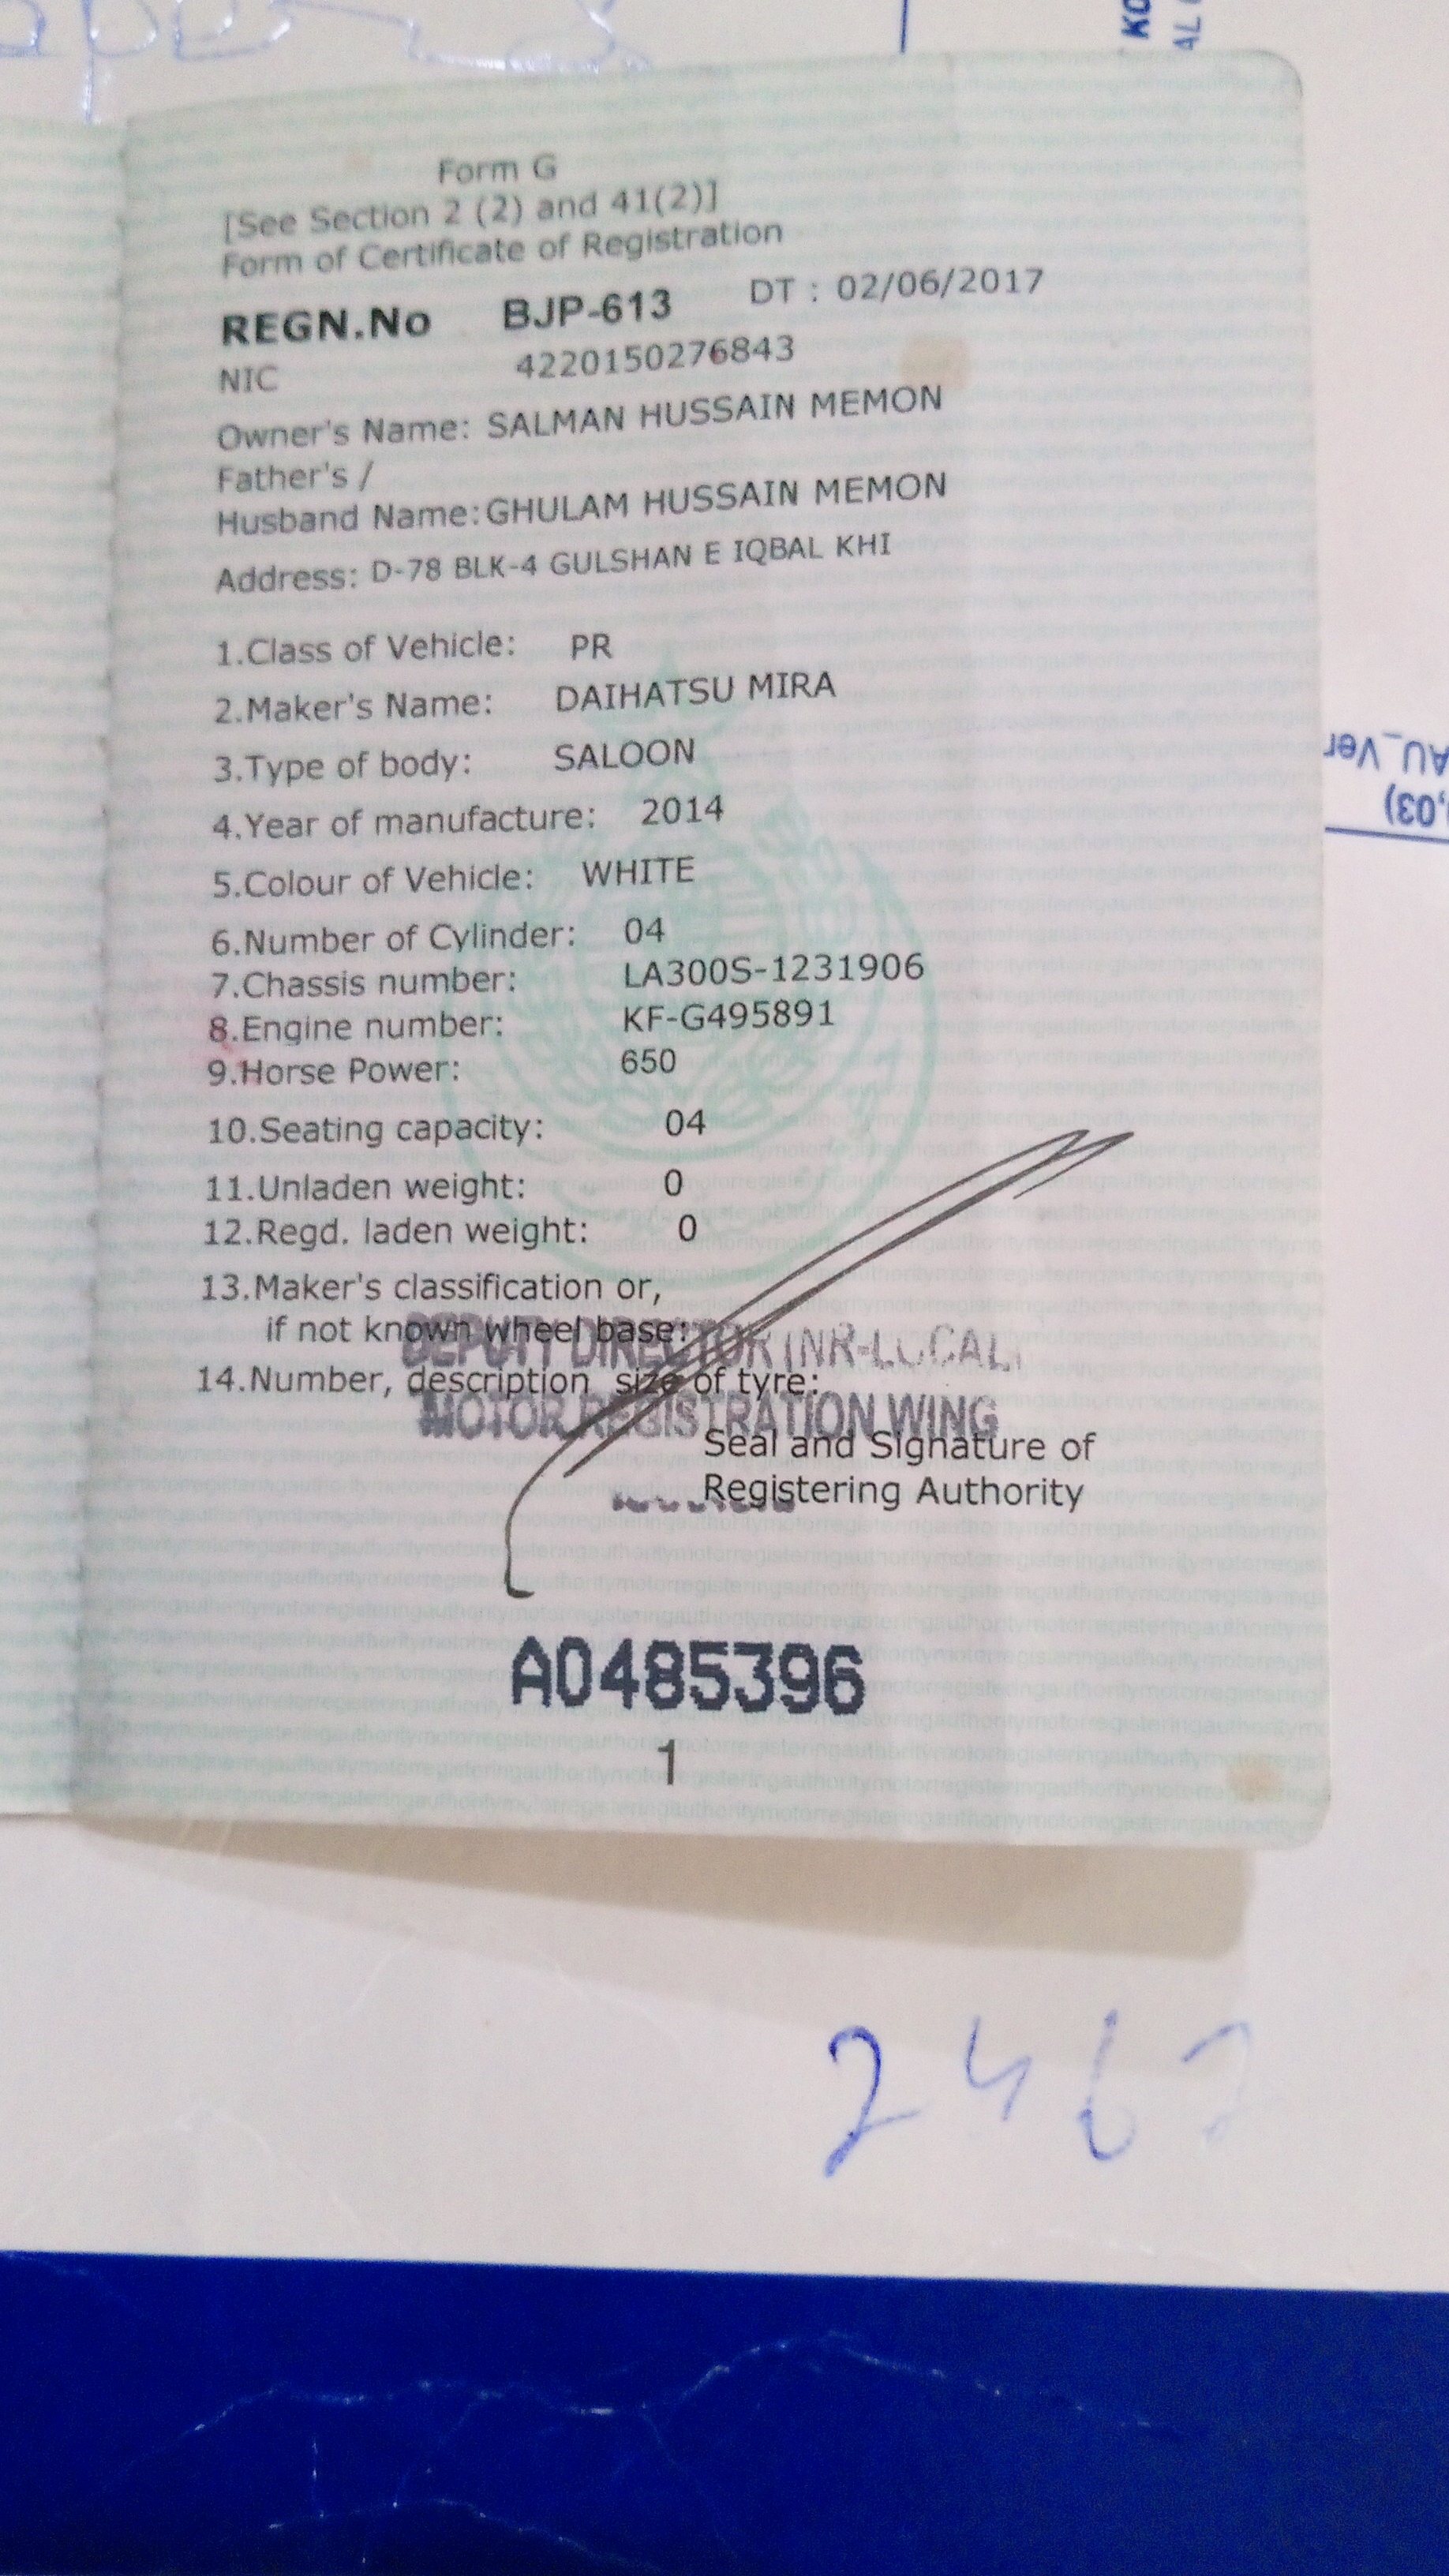 KO
AL
Form G
[See Section 2 (2) and 41(2)]
Form of Certificate of Registration
REGN.No BJP-613 DT : 02/06/2017
NIC 4220150276843
Owner's Name: SALMAN HUSSAIN MEMON
Father's /
Husband Name: GHULAM HUSSAIN MEMON
Address: D-78 BLK-4 GULSHAN E IQBAL KHI
1.Class of Vehicle: PR
2.Maker's Name: DAIHATSU MIRA
3.Type of body: SALOON
4.Year of manufacture: 2014
5.Colour of Vehicle: WHITE
6.Number of Cylinder: 04
7.Chassis number: LA300S-1231906
8.Engine number: KF-G495891
9.Horse Power: 650
10.Seating capacity: 04
11.Unladen weight: 0
12.Regd. laden weight: 0
13.Maker's classification or,
if not known wheel base:
DEPUTY DIRECTOR (NR-LOCAL)
14.Number, description size of tyre:
MOTOR REGISTRATION WING
Seal and Signature of
Registering Authority
A0485396
1
AU_Ver
,03)